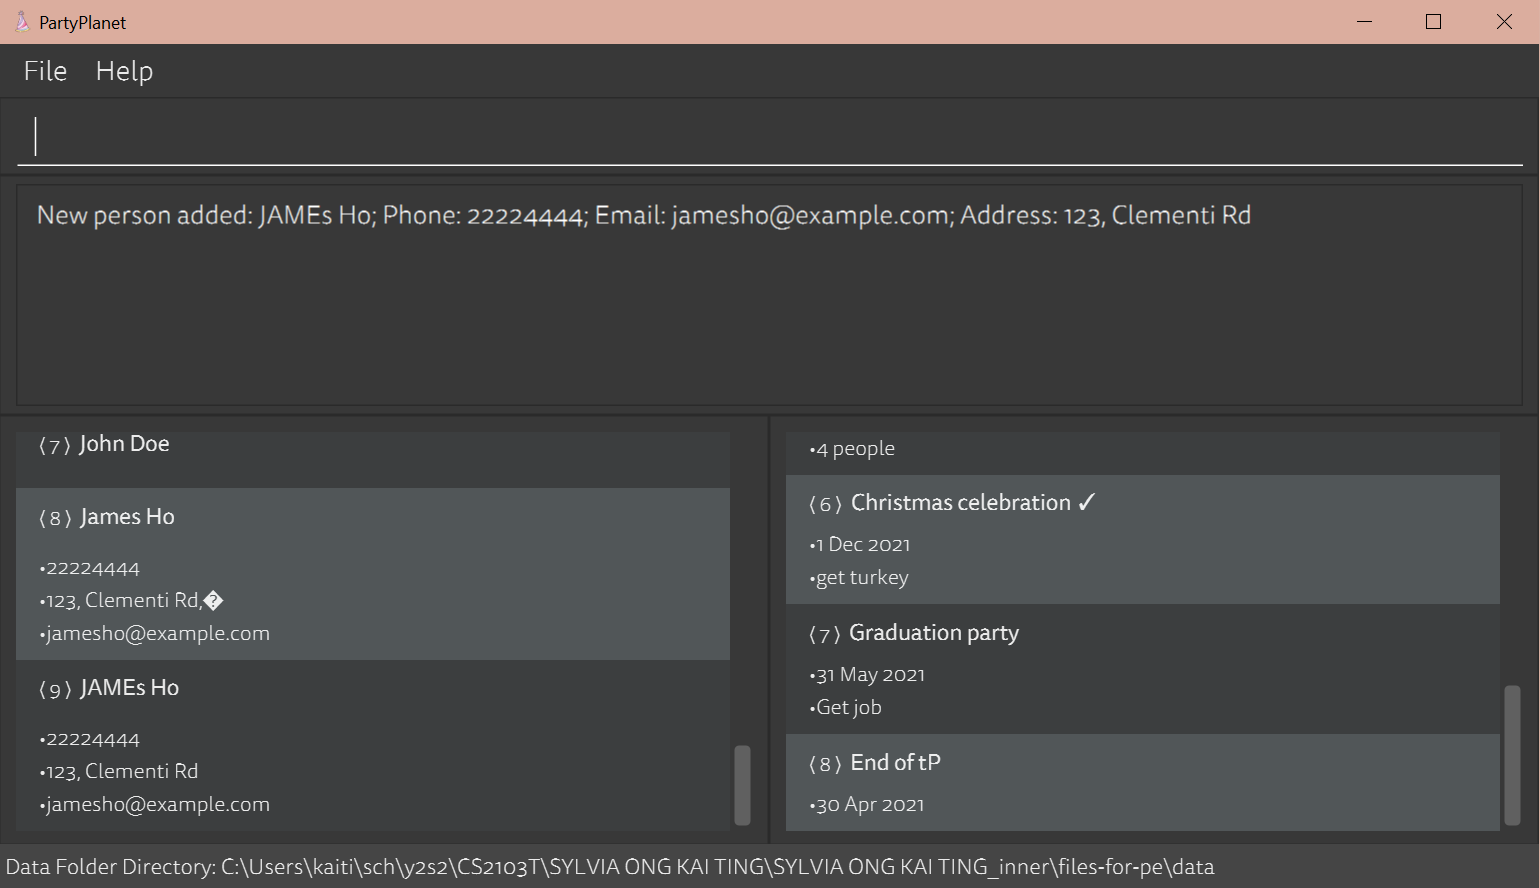 PartyPlanet
File Help
New person added: JAMEs Ho; Phone: 22224444; Email: jamesho@example.com; Address: 123, Clementi Rd
⟨ 7 ⟩ John Doe
⟨ 8 ⟩ James Ho
•22224444
•123, Clementi Rd,�
•jamesho@example.com
⟨ 9 ⟩ JAMEs Ho
•22224444
•123, Clementi Rd
•jamesho@example.com
•4 people
⟨ 6 ⟩ Christmas celebration ✓
•1 Dec 2021
•get turkey
⟨ 7 ⟩ Graduation party
•31 May 2021
•Get job
⟨ 8 ⟩ End of tP
•30 Apr 2021
Data Folder Directory: C:\Users\kaiti\sch\y2s2\CS2103T\SYLVIA ONG KAI TING\SYLVIA ONG KAI TING_inner\files-for-pe\data